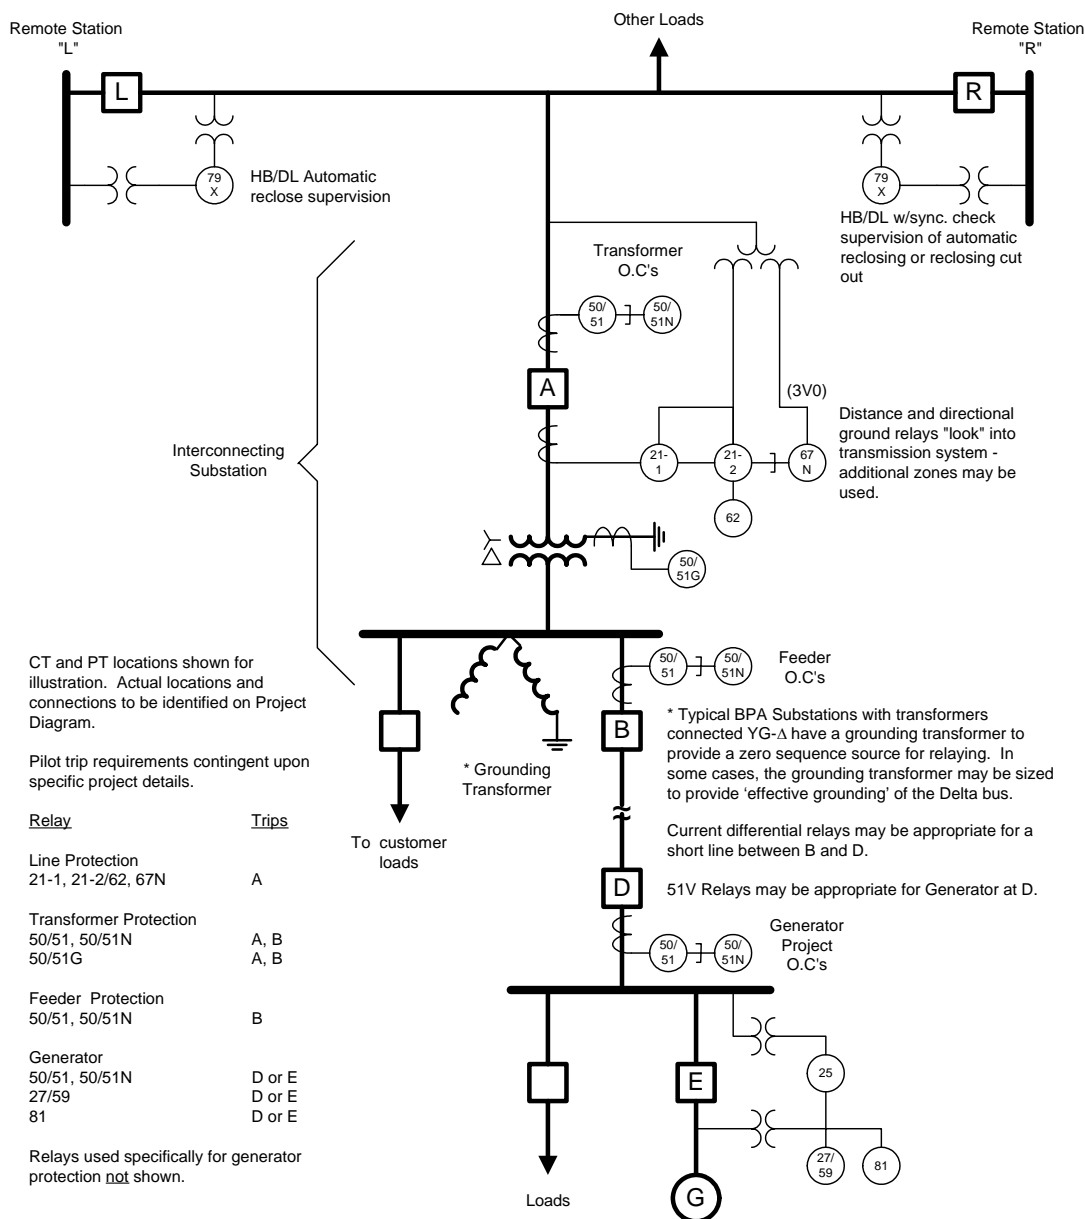 Other Loads
Remote Station
"L"
Remote Station
"R"
L
R
79
X
HB/DL Automatic
reclose supervision
79
X
HB/DL w/sync. check
supervision of automatic
reclosing or reclosing cut
out
Transformer
O.C's
50/
51
50/
51N
A
(3V0)
Distance and directional
ground relays "look" into
transmission system -
additional zones may be
used.
Interconnecting
Substation
21-
1
21-
2
67
N
62
50/
51G
CT and PT locations shown for
illustration. Actual locations and
connections to be identified on Project
Diagram.
Pilot trip requirements contingent upon
specific project details.
Relay Trips
Line Protection
21-1, 21-2/62, 67N A
Transformer Protection
50/51, 50/51N A, B
50/51G A, B
Feeder Protection
50/51, 50/51N B
Generator
50/51, 50/51N D or E
27/59 D or E
81 D or E
Relays used specifically for generator
protection not shown.
To customer
loads
* Grounding
Transformer
50/
51
50/
51N
Feeder
O.C's
B
* Typical BPA Substations with transformers
connected YG-Δ have a grounding transformer to
provide a zero sequence source for relaying. In
some cases, the grounding transformer may be sized
to provide ‘effective grounding’ of the Delta bus.
Current differential relays may be appropriate for a
short line between B and D.
51V Relays may be appropriate for Generator at D.
D
50/
51
50/
51N
Generator
Project
O.C's
E
25
27/
59
81
Loads
G